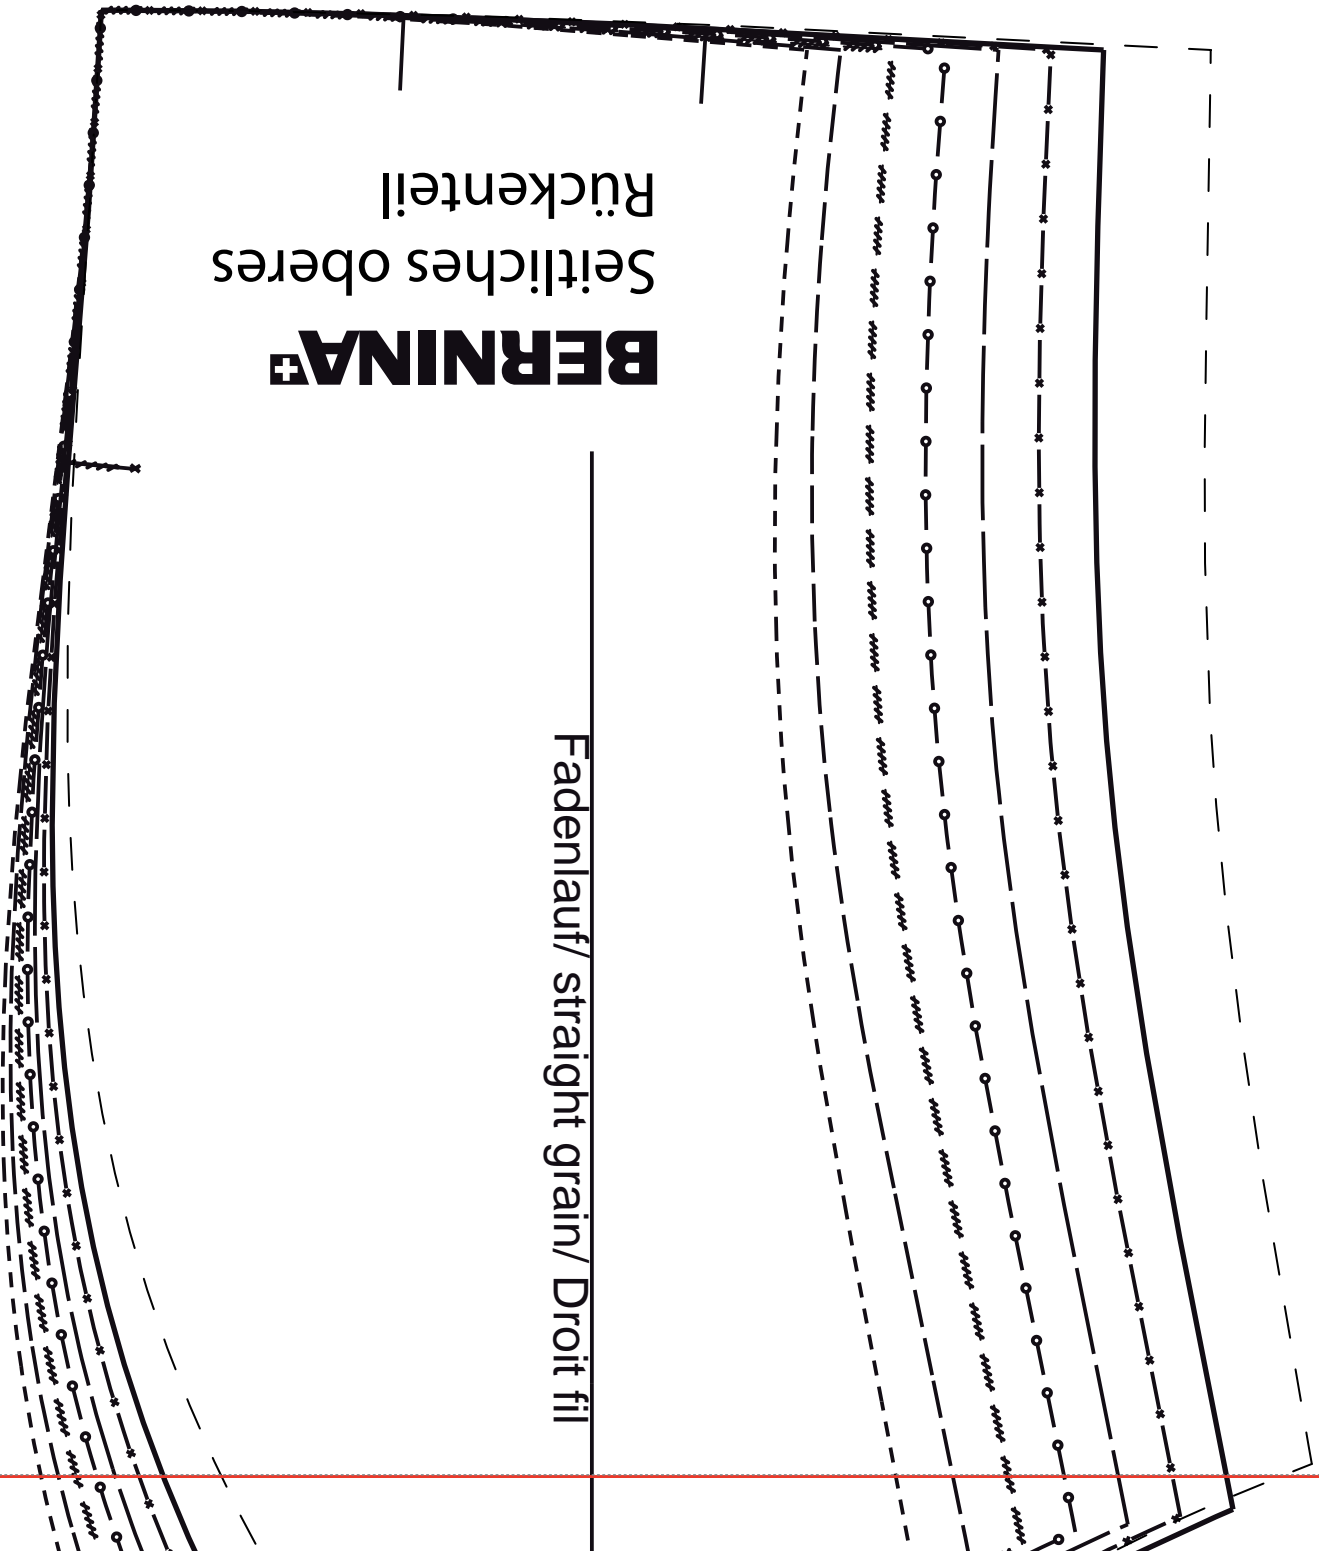 BERNINA
Seitliches oberes
Rückenteil
Fadenlauf/ straight grain/ Droit fil